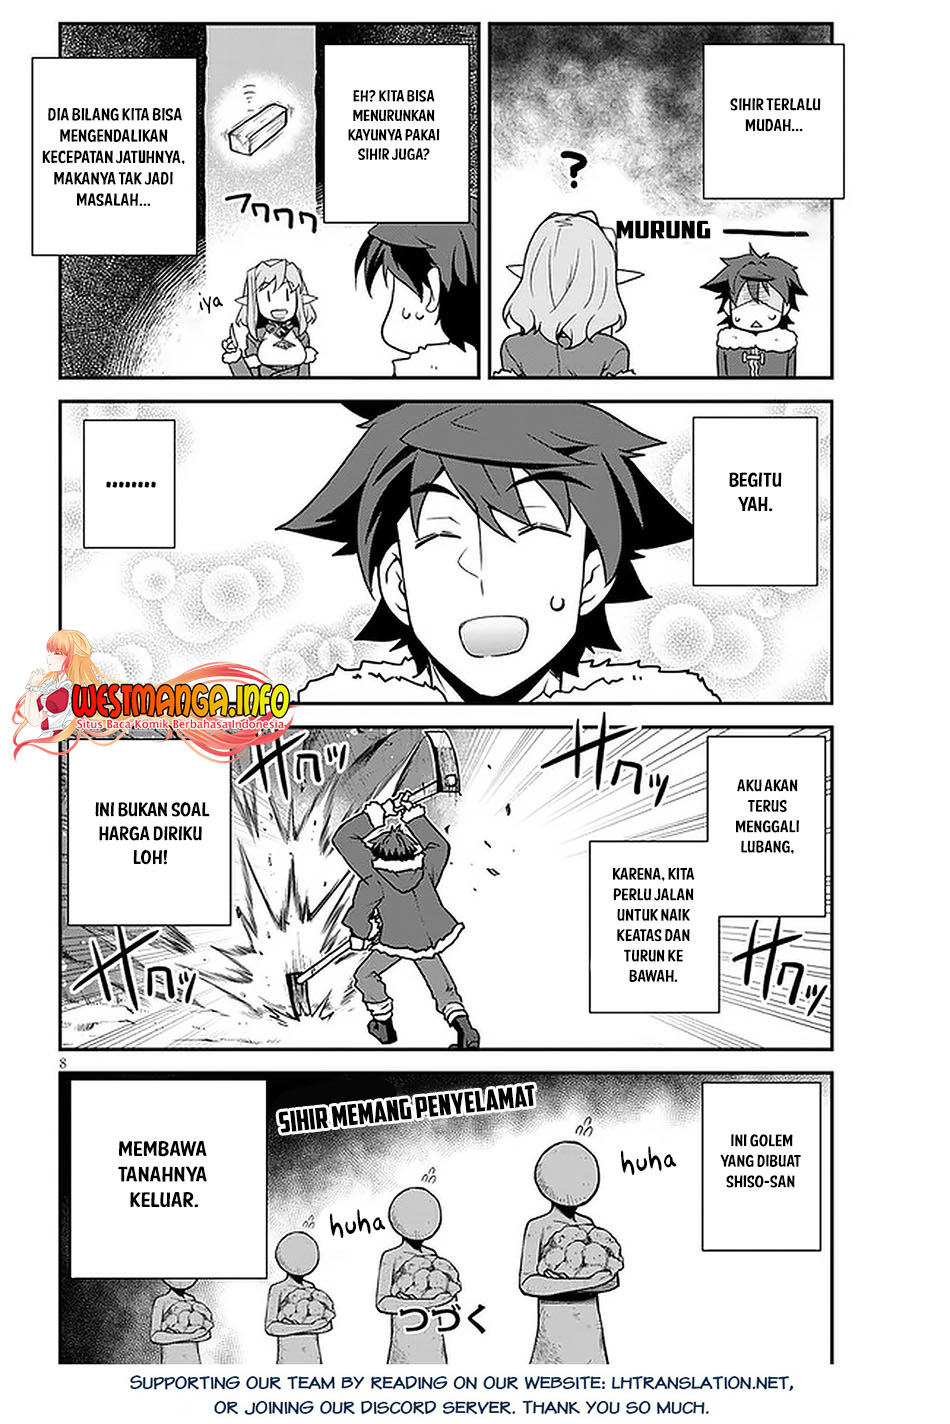 SIHIR TERLALU
MUDAH...
?
MURUNG
EH? KITA BISA
MENURUNKAN
KAYUNYA PAKAI
SIHIR JUGA?
フワワワ
iya
DIA BILANG KITA BISA
MENGENDALIKAN
KECEPATAN JATUHNYA,
MAKANYA TAK JADI
MASALAH...
BEGITU
YAH.
.........
WESTMANGA.INFO
Situs Baca Komik Berbahasa Indonesia
AKU AKAN
TERUS
MENGGALI
LUBANG,
KARENA, KITA
PERLU JALAN
UNTUK NAIK
KEATAS DAN
TURUN KE
BAWAH.
ザクッ
ザクッ
ザクッ
ザクッ
INI BUKAN SOAL
HARGA DIRIKU
LOH!
8
INI GOLEM
YANG DIBUAT
SHISO-SAN
SIHIR MEMANG PENYELAMAT
huha
huha
MEMBAWA
TANAHNYA
KELUAR.
つづく
SUPPORTING OUR TEAM BY READING ON OUR WEBSITE: LHTRANSLATION.NET,
OR JOINING OUR DISCORD SERVER. THANK YOU SO MUCH.